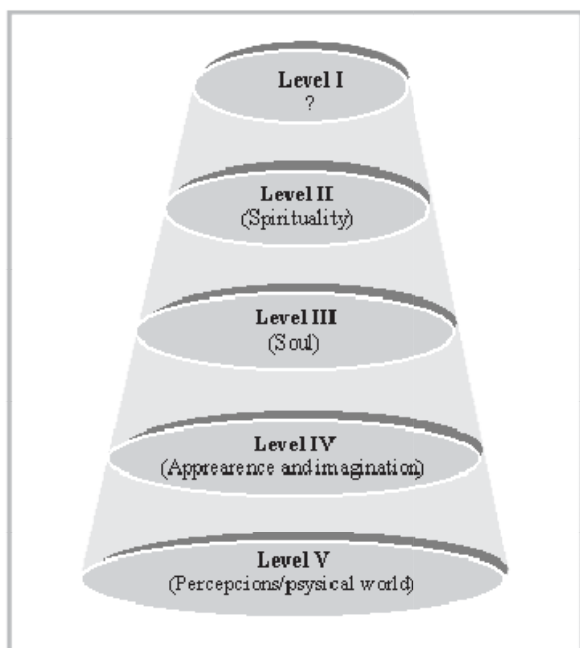 Level I
?
Level II
(Spirituality)
Level III
(Soul)
Level IV
(Apprearence and imagination)
Level V
(Percepcions/psysical world)